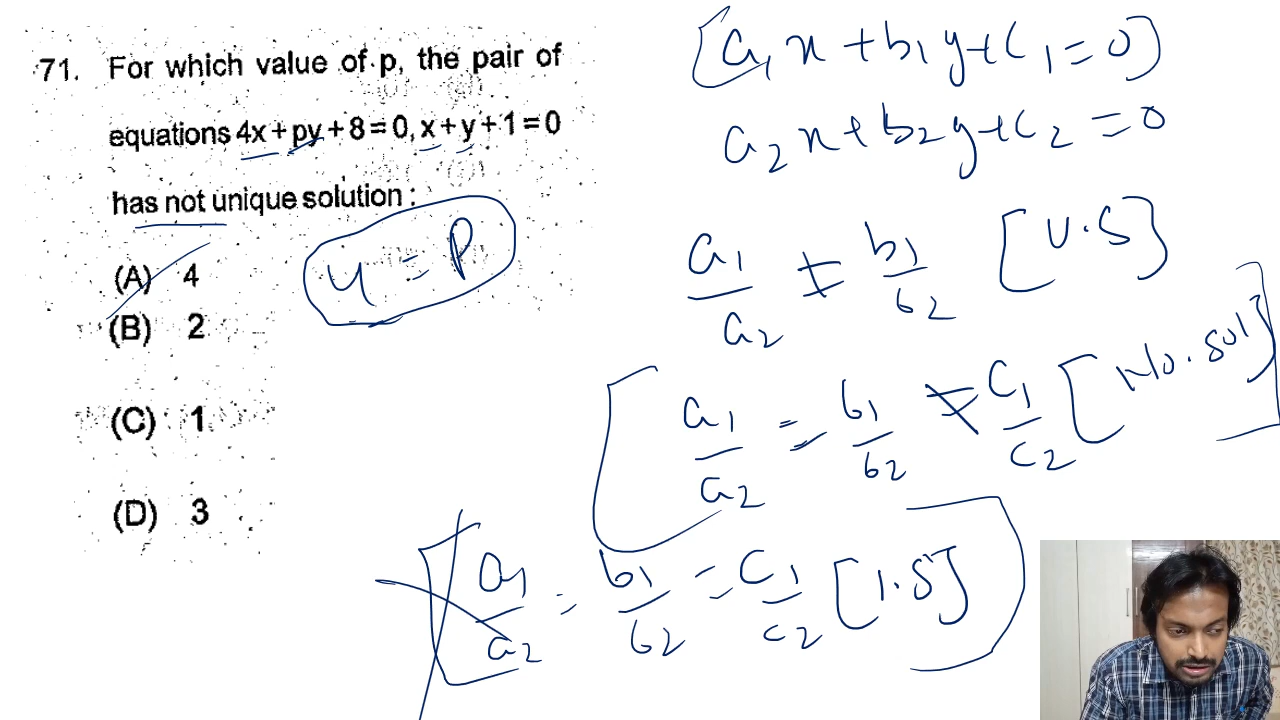 71. For which value of p, the pair of
equations 4x + py + 8 = 0, x + y + 1 = 0
has not unique solution :
(A) 4
(B) 2
(C) 1
(D) 3
4 = P
[a₁x + b₁y + c₁ = 0]
a₂x + b₂y + c₂ = 0
a₁/a₂ ≠ b₁/b₂ [U.S]
a₁/a₂ = b₁/b₂ ≠ c₁/c₂ [No. sol]
a₁/a₂ = b₁/b₂ = c₁/c₂ [I.S]